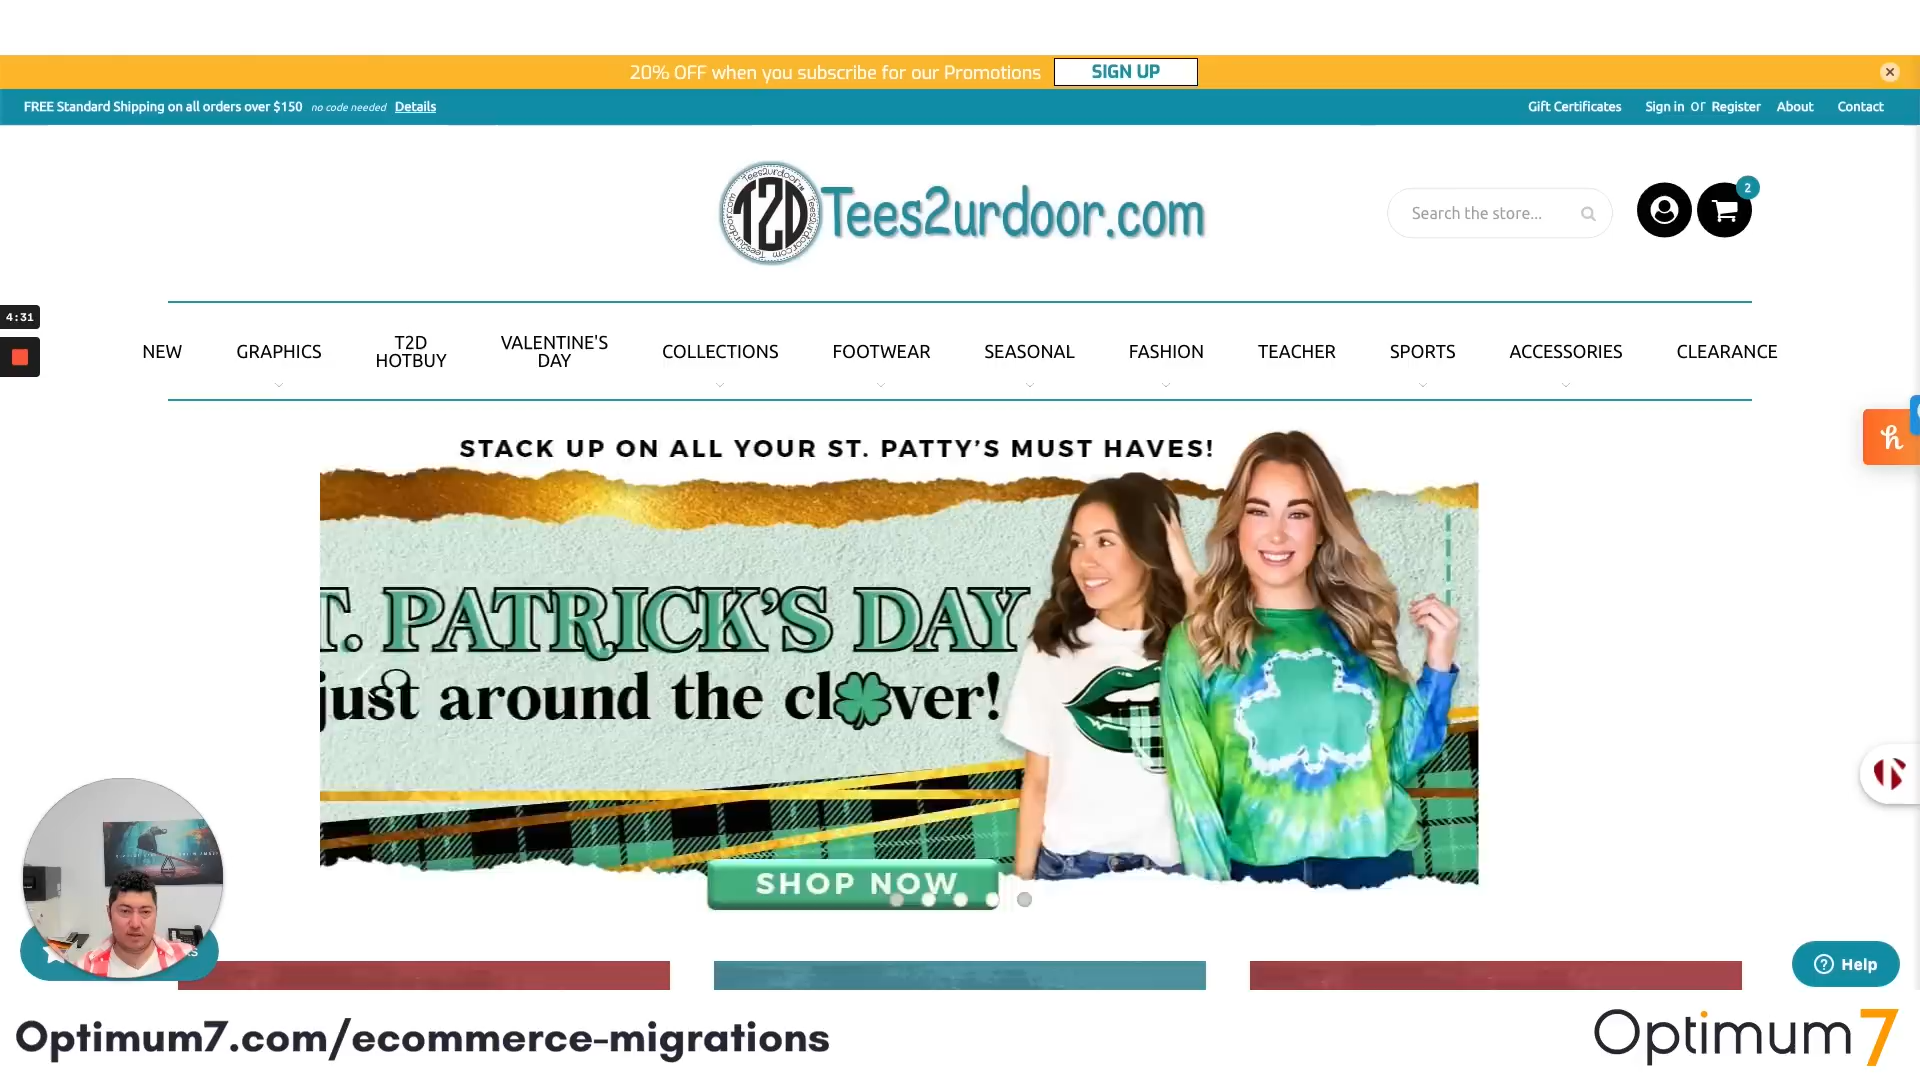 20% OFF when you subscribe for our Promotions SIGN UP
FREE Standard Shipping on all orders over $150 no code needed Details
Gift Certificates Sign in or Register About Contact
T2D
Tees2urdoor.com
Search the store...
2
4:31
NEW GRAPHICS T2D HOTBUY VALENTINE'S DAY COLLECTIONS FOOTWEAR SEASONAL FASHION TEACHER SPORTS ACCESSORIES CLEARANCE
STACK UP ON ALL YOUR ST. PATTY'S MUST HAVES!
T. PATRICK'S DAY
just around the clover!
SHOP NOW
Help
Optimum7.com/ecommerce-migrations
Optimum7